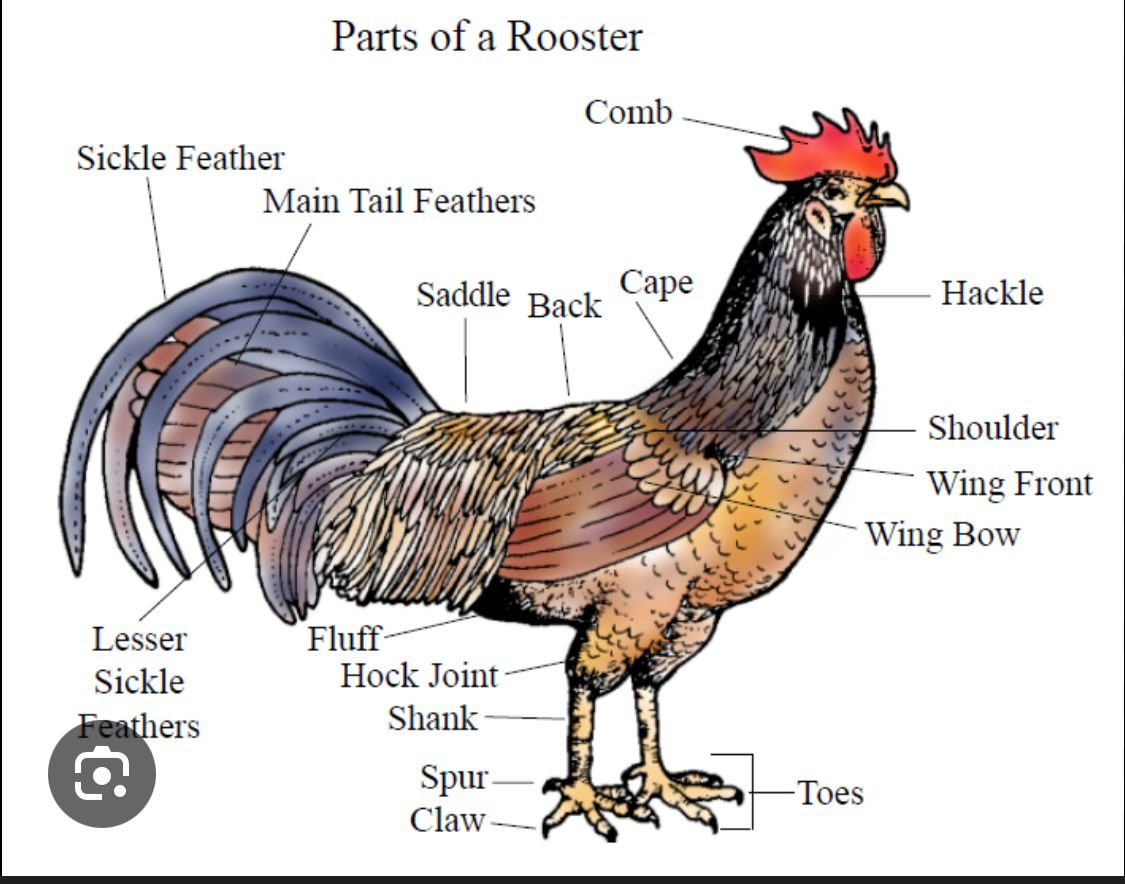 Parts of a Rooster
Comb
Sickle Feather
Main Tail Feathers
Saddle
Back
Cape
Hackle
Shoulder
Wing Front
Wing Bow
Lesser
Sickle
Feathers
Fluff
Hock Joint
Shank
Spur
Claw
Toes